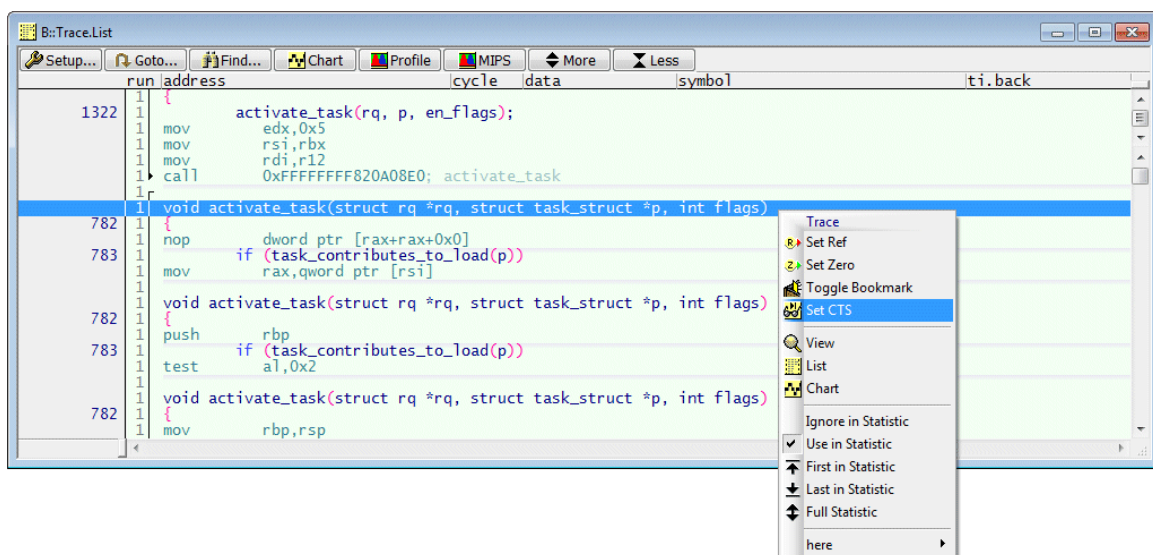 B::Trace.List
Setup... Goto... Find... Chart Profile MIPS More Less
run address cycle data symbol ti.back
1 {
1322 1 activate_task(rq, p, en_flags);
1 mov edx,0x5
1 mov rsi,rbx
1 mov rdi,r12
1 call 0xFFFFFFFF820A08E0; activate_task
1
1 void activate_task(struct rq *rq, struct task_struct *p, int flags)
782 1 {
1 nop dword ptr [rax+rax+0x0]
783 1 if (task_contributes_to_load(p))
1 mov rax,qword ptr [rsi]
1
1 void activate_task(struct rq *rq, struct task_struct *p, int flags)
782 1 {
1 push rbp
783 1 if (task_contributes_to_load(p))
1 test al,0x2
1
1 void activate_task(struct rq *rq, struct task_struct *p, int flags)
782 1 {
1 mov rbp,rsp
Trace
Set Ref
Set Zero
Toggle Bookmark
Set CTS
View
List
Chart
Ignore in Statistic
Use in Statistic
First in Statistic
Last in Statistic
Full Statistic
here